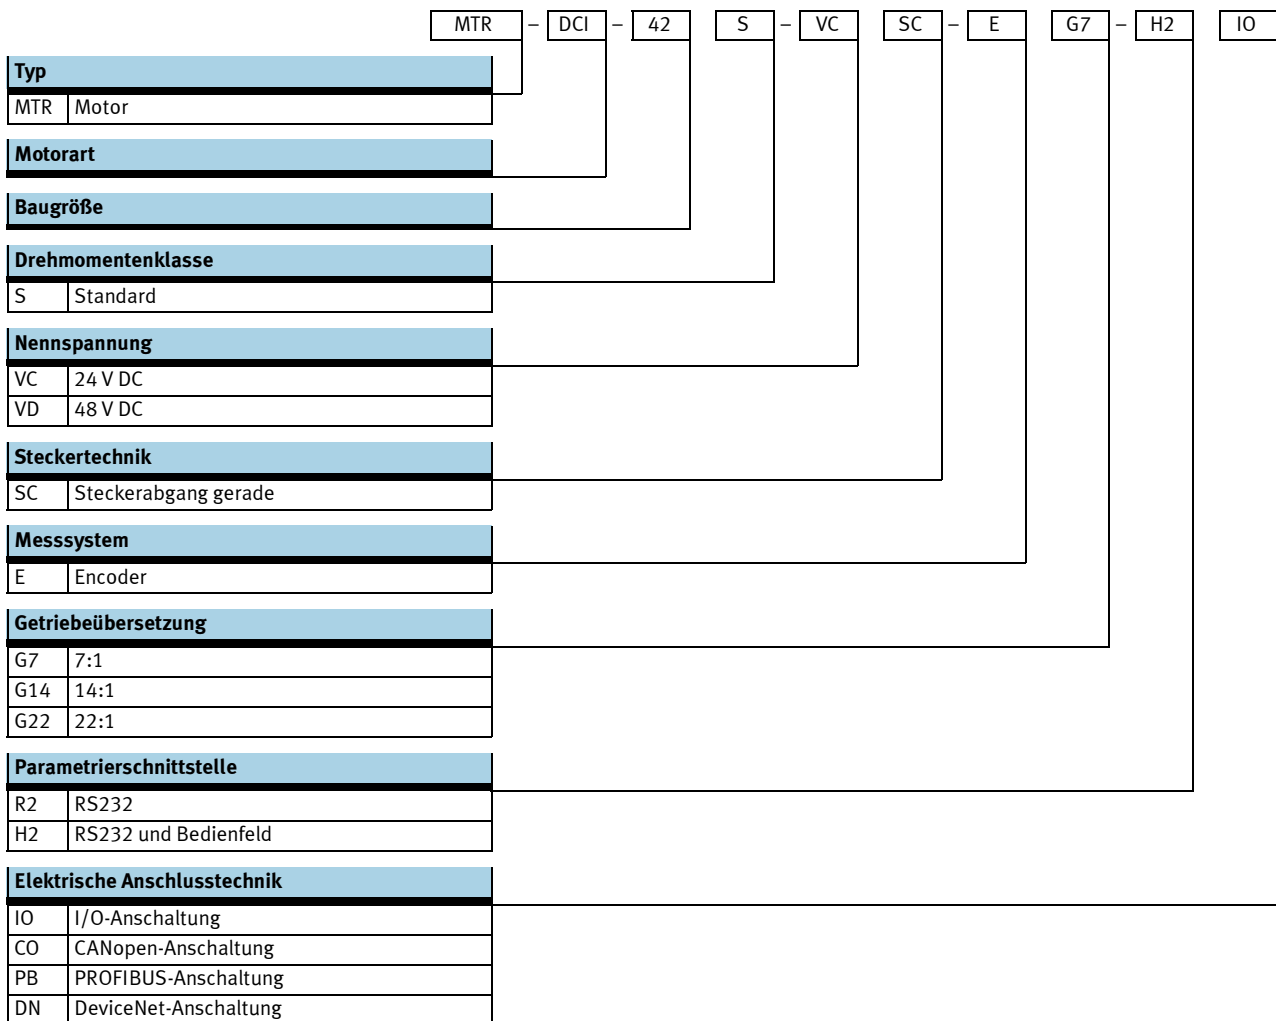 MTR – DCI – 42 S – VC SC – E G7 – H2 IO
Typ
MTR Motor
Motorart
Baugröße
Drehmomentenklasse
S Standard
Nennspannung
VC 24 V DC
VD 48 V DC
Steckertechnik
SC Steckerabgang gerade
Messsystem
E Encoder
Getriebeübersetzung
G7 7:1
G14 14:1
G22 22:1
Parametrierschnittstelle
R2 RS232
H2 RS232 und Bedienfeld
Elektrische Anschlusstechnik
IO I/O-Anschaltung
CO CANopen-Anschaltung
PB PROFIBUS-Anschaltung
DN DeviceNet-Anschaltung